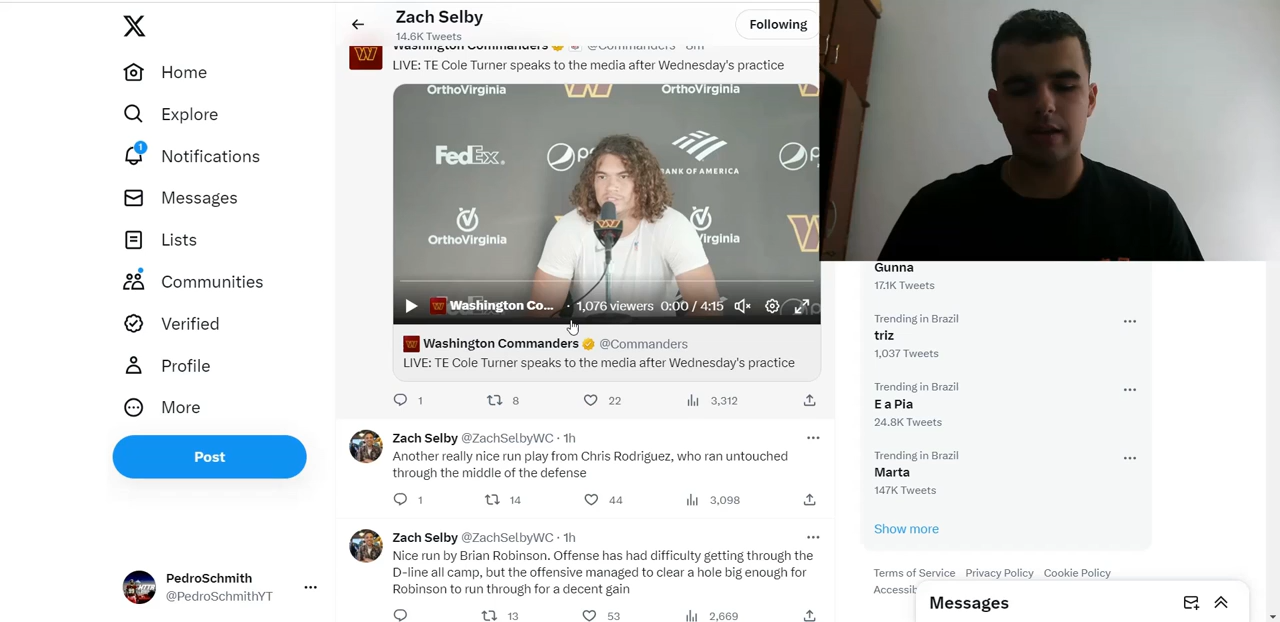 Zach Selby
14.6K Tweets
Following
Home
Explore
1
Notifications
Messages
Lists
Communities
Verified
Profile
More
Post
PedroSchmith
@PedroSchmithYT
Washington Commanders @Commanders · 8m
LIVE: TE Cole Turner speaks to the media after Wednesday's practice
OrthoVirginia
OrthoVirginia
FedEx
BANK OF AMERICA
OrthoVirginia
Washington Co... · 1,076 viewers 0:00 / 4:15
Washington Commanders @Commanders
LIVE: TE Cole Turner speaks to the media after Wednesday's practice
1 8 22 3,312
Zach Selby @ZachSelbyWC · 1h
Another really nice run play from Chris Rodriguez, who ran untouched
through the middle of the defense
1 14 44 3,098
Zach Selby @ZachSelbyWC · 1h
Nice run by Brian Robinson. Offense has had difficulty getting through the
D-line all camp, but the offensive managed to clear a hole big enough for
Robinson to run through for a decent gain
13 53 2,669
Gunna
17.1K Tweets
Trending in Brazil
triz
1,037 Tweets
Trending in Brazil
E a Pia
24.8K Tweets
Trending in Brazil
Marta
147K Tweets
Show more
Terms of Service Privacy Policy Cookie Policy
Messages